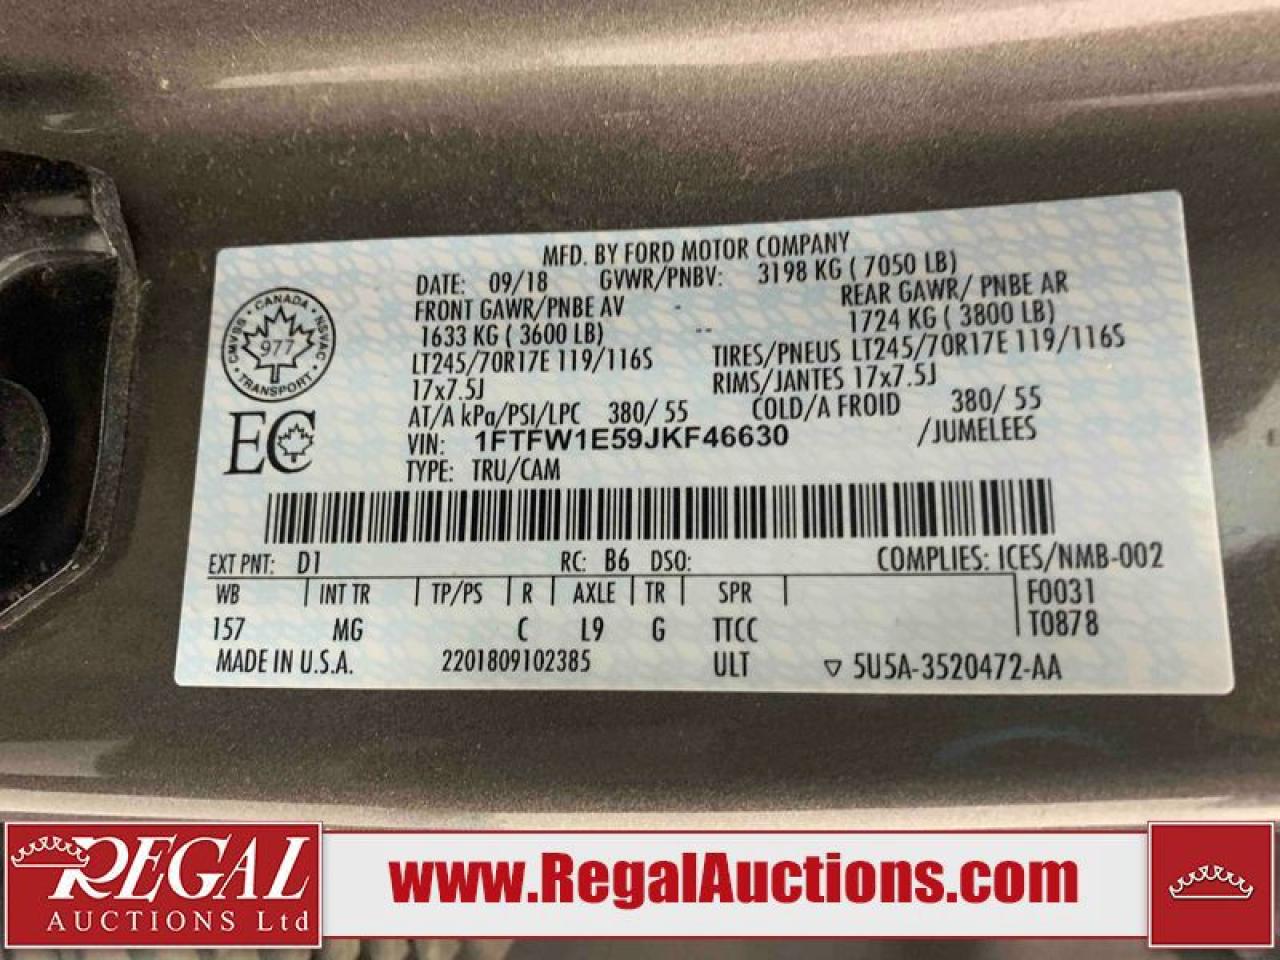 MFD. BY FORD MOTOR COMPANY
DATE: 09/18 GVWR/PNBV: 3198 KG ( 7050 LB)
FRONT GAWR/PNBE AV - REAR GAWR/ PNBE AR
1633 KG ( 3600 LB) -- 1724 KG ( 3800 LB)
LT245/70R17E 119/116S TIRES/PNEUS LT245/70R17E 119/116S
17x7.5J RIMS/JANTES 17x7.5J
AT/A kPa/PSI/LPC 380/ 55 COLD/A FROID 380/ 55
VIN: 1FTFW1E59JKF46630 /JUMELEES
TYPE: TRU/CAM
CANADA
CMVSS NSVAC
977
TRANSPORT
EC
EXT PNT: D1 RC: B6 DSO: COMPLIES: ICES/NMB-002
WB INT TR TP/PS R AXLE TR SPR F0031
157 MG C L9 G TTCC T0878
MADE IN U.S.A. 2201809102385 ULT ▽ 5U5A-3520472-AA
REGAL
AUCTIONS Ltd
www.RegalAuctions.com